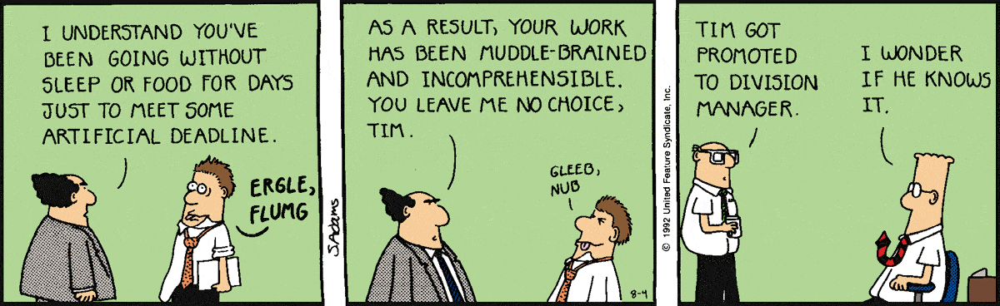 I UNDERSTAND YOU'VE
BEEN GOING WITHOUT
SLEEP OR FOOD FOR DAYS
JUST TO MEET SOME
ARTIFICIAL DEADLINE.
ERGLE,
FLUMG
S.Adams
AS A RESULT, YOUR WORK
HAS BEEN MUDDLE-BRAINED
AND INCOMPREHENSIBLE.
YOU LEAVE ME NO CHOICE,
TIM.
GLEEB,
NUB
8-4
© 1992 United Feature Syndicate, Inc.
TIM GOT
PROMOTED
TO DIVISION
MANAGER.
I WONDER
IF HE KNOWS
IT.